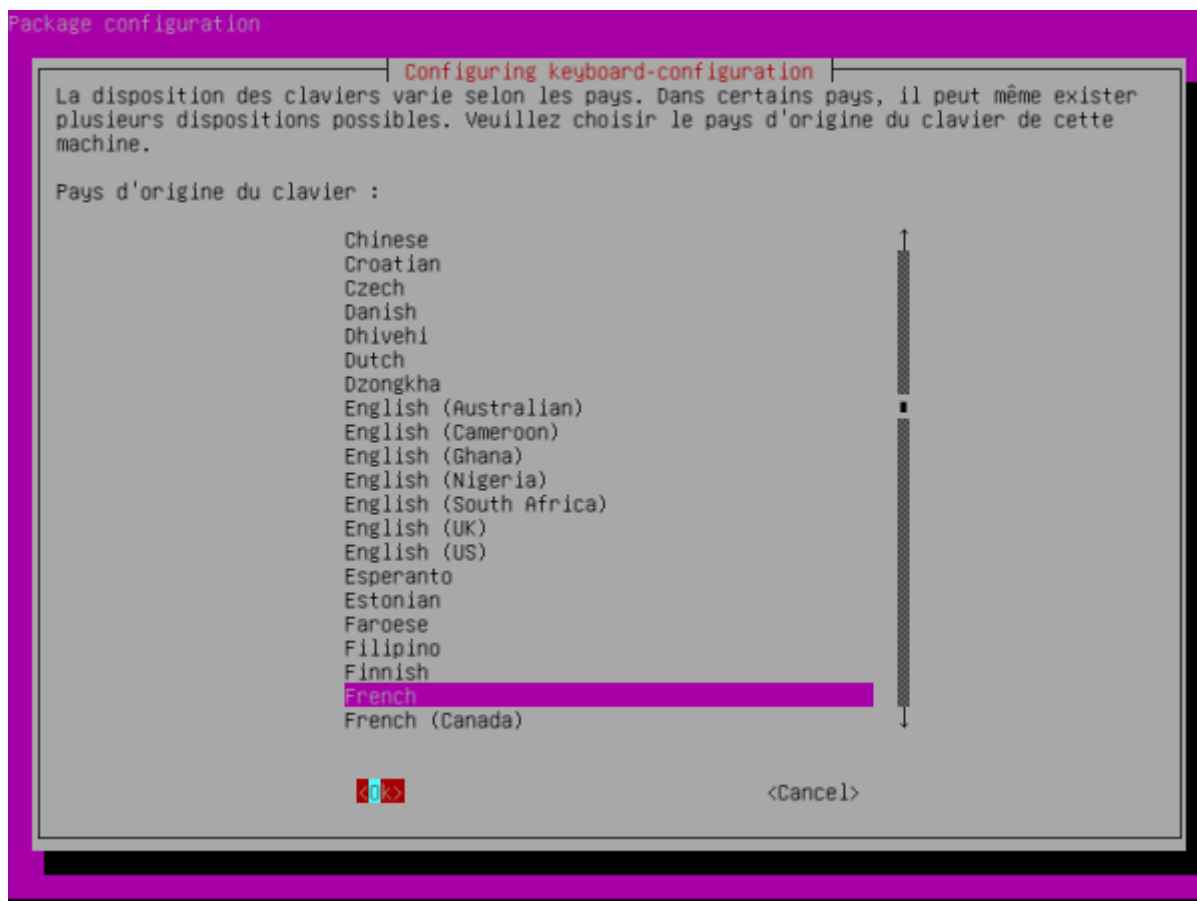 Package configuration
Configuring keyboard-configuration
La disposition des claviers varie selon les pays. Dans certains pays, il peut même exister
plusieurs dispositions possibles. Veuillez choisir le pays d'origine du clavier de cette
machine.
Pays d'origine du clavier :
Chinese
Croatian
Czech
Danish
Dhivehi
Dutch
Dzongkha
English (Australian)
English (Cameroon)
English (Ghana)
English (Nigeria)
English (South Africa)
English (UK)
English (US)
Esperanto
Estonian
Faroese
Filipino
Finnish
French
French (Canada)
<Ok> <Cancel>